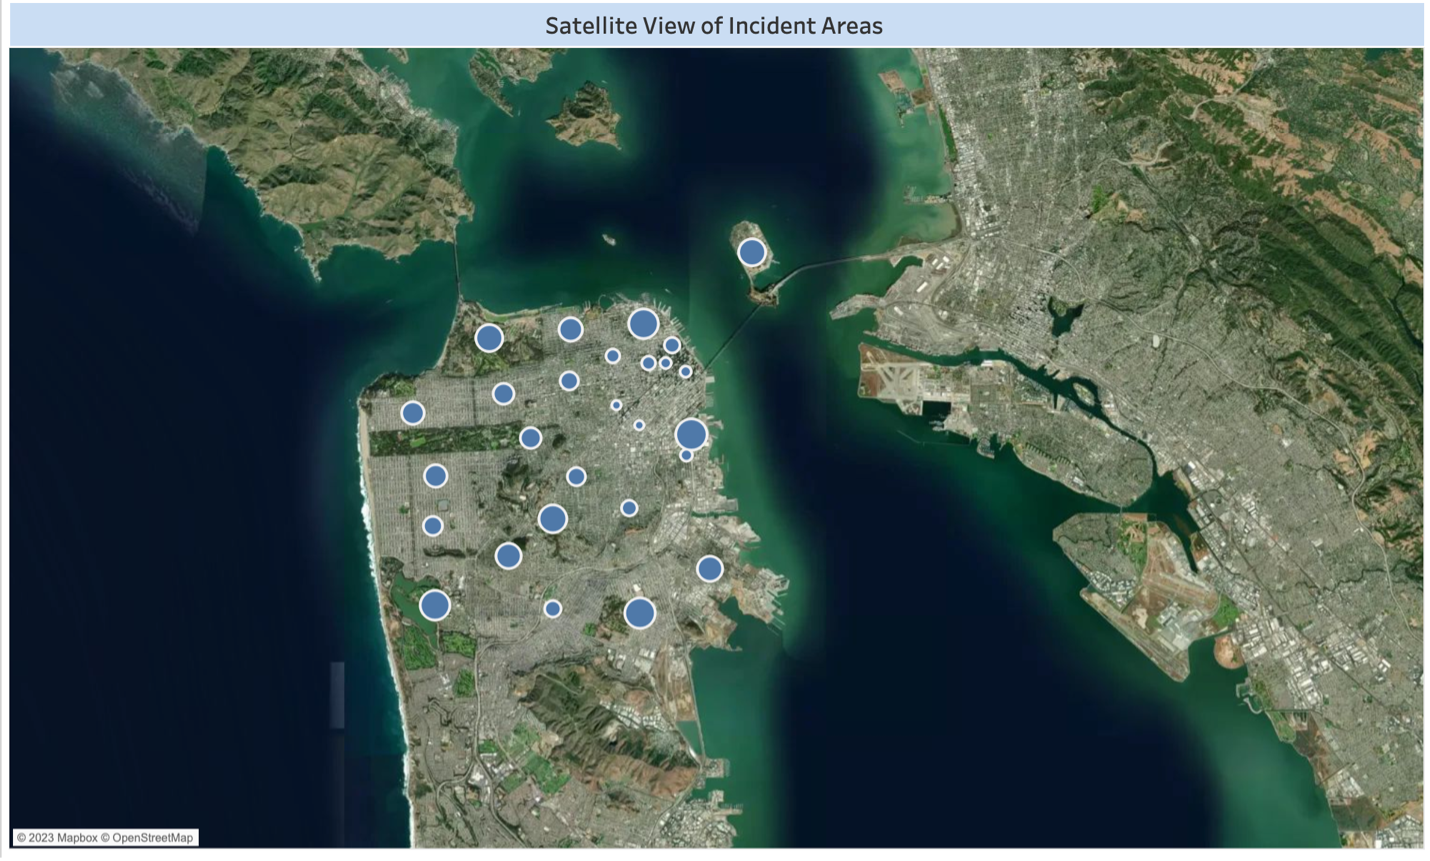 Satellite View of Incident Areas
© 2023 Mapbox © OpenStreetMap